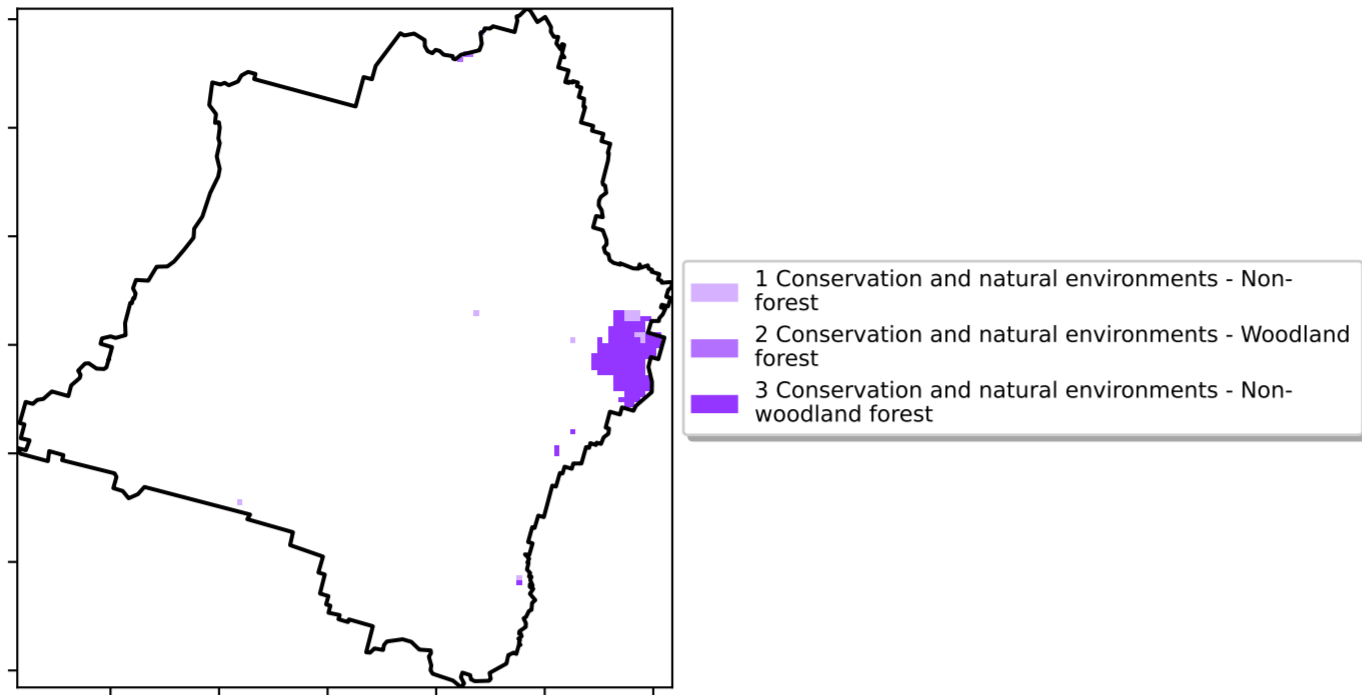 1 Conservation and natural environments - Non-
forest
2 Conservation and natural environments - Woodland
forest
3 Conservation and natural environments - Non-
woodland forest